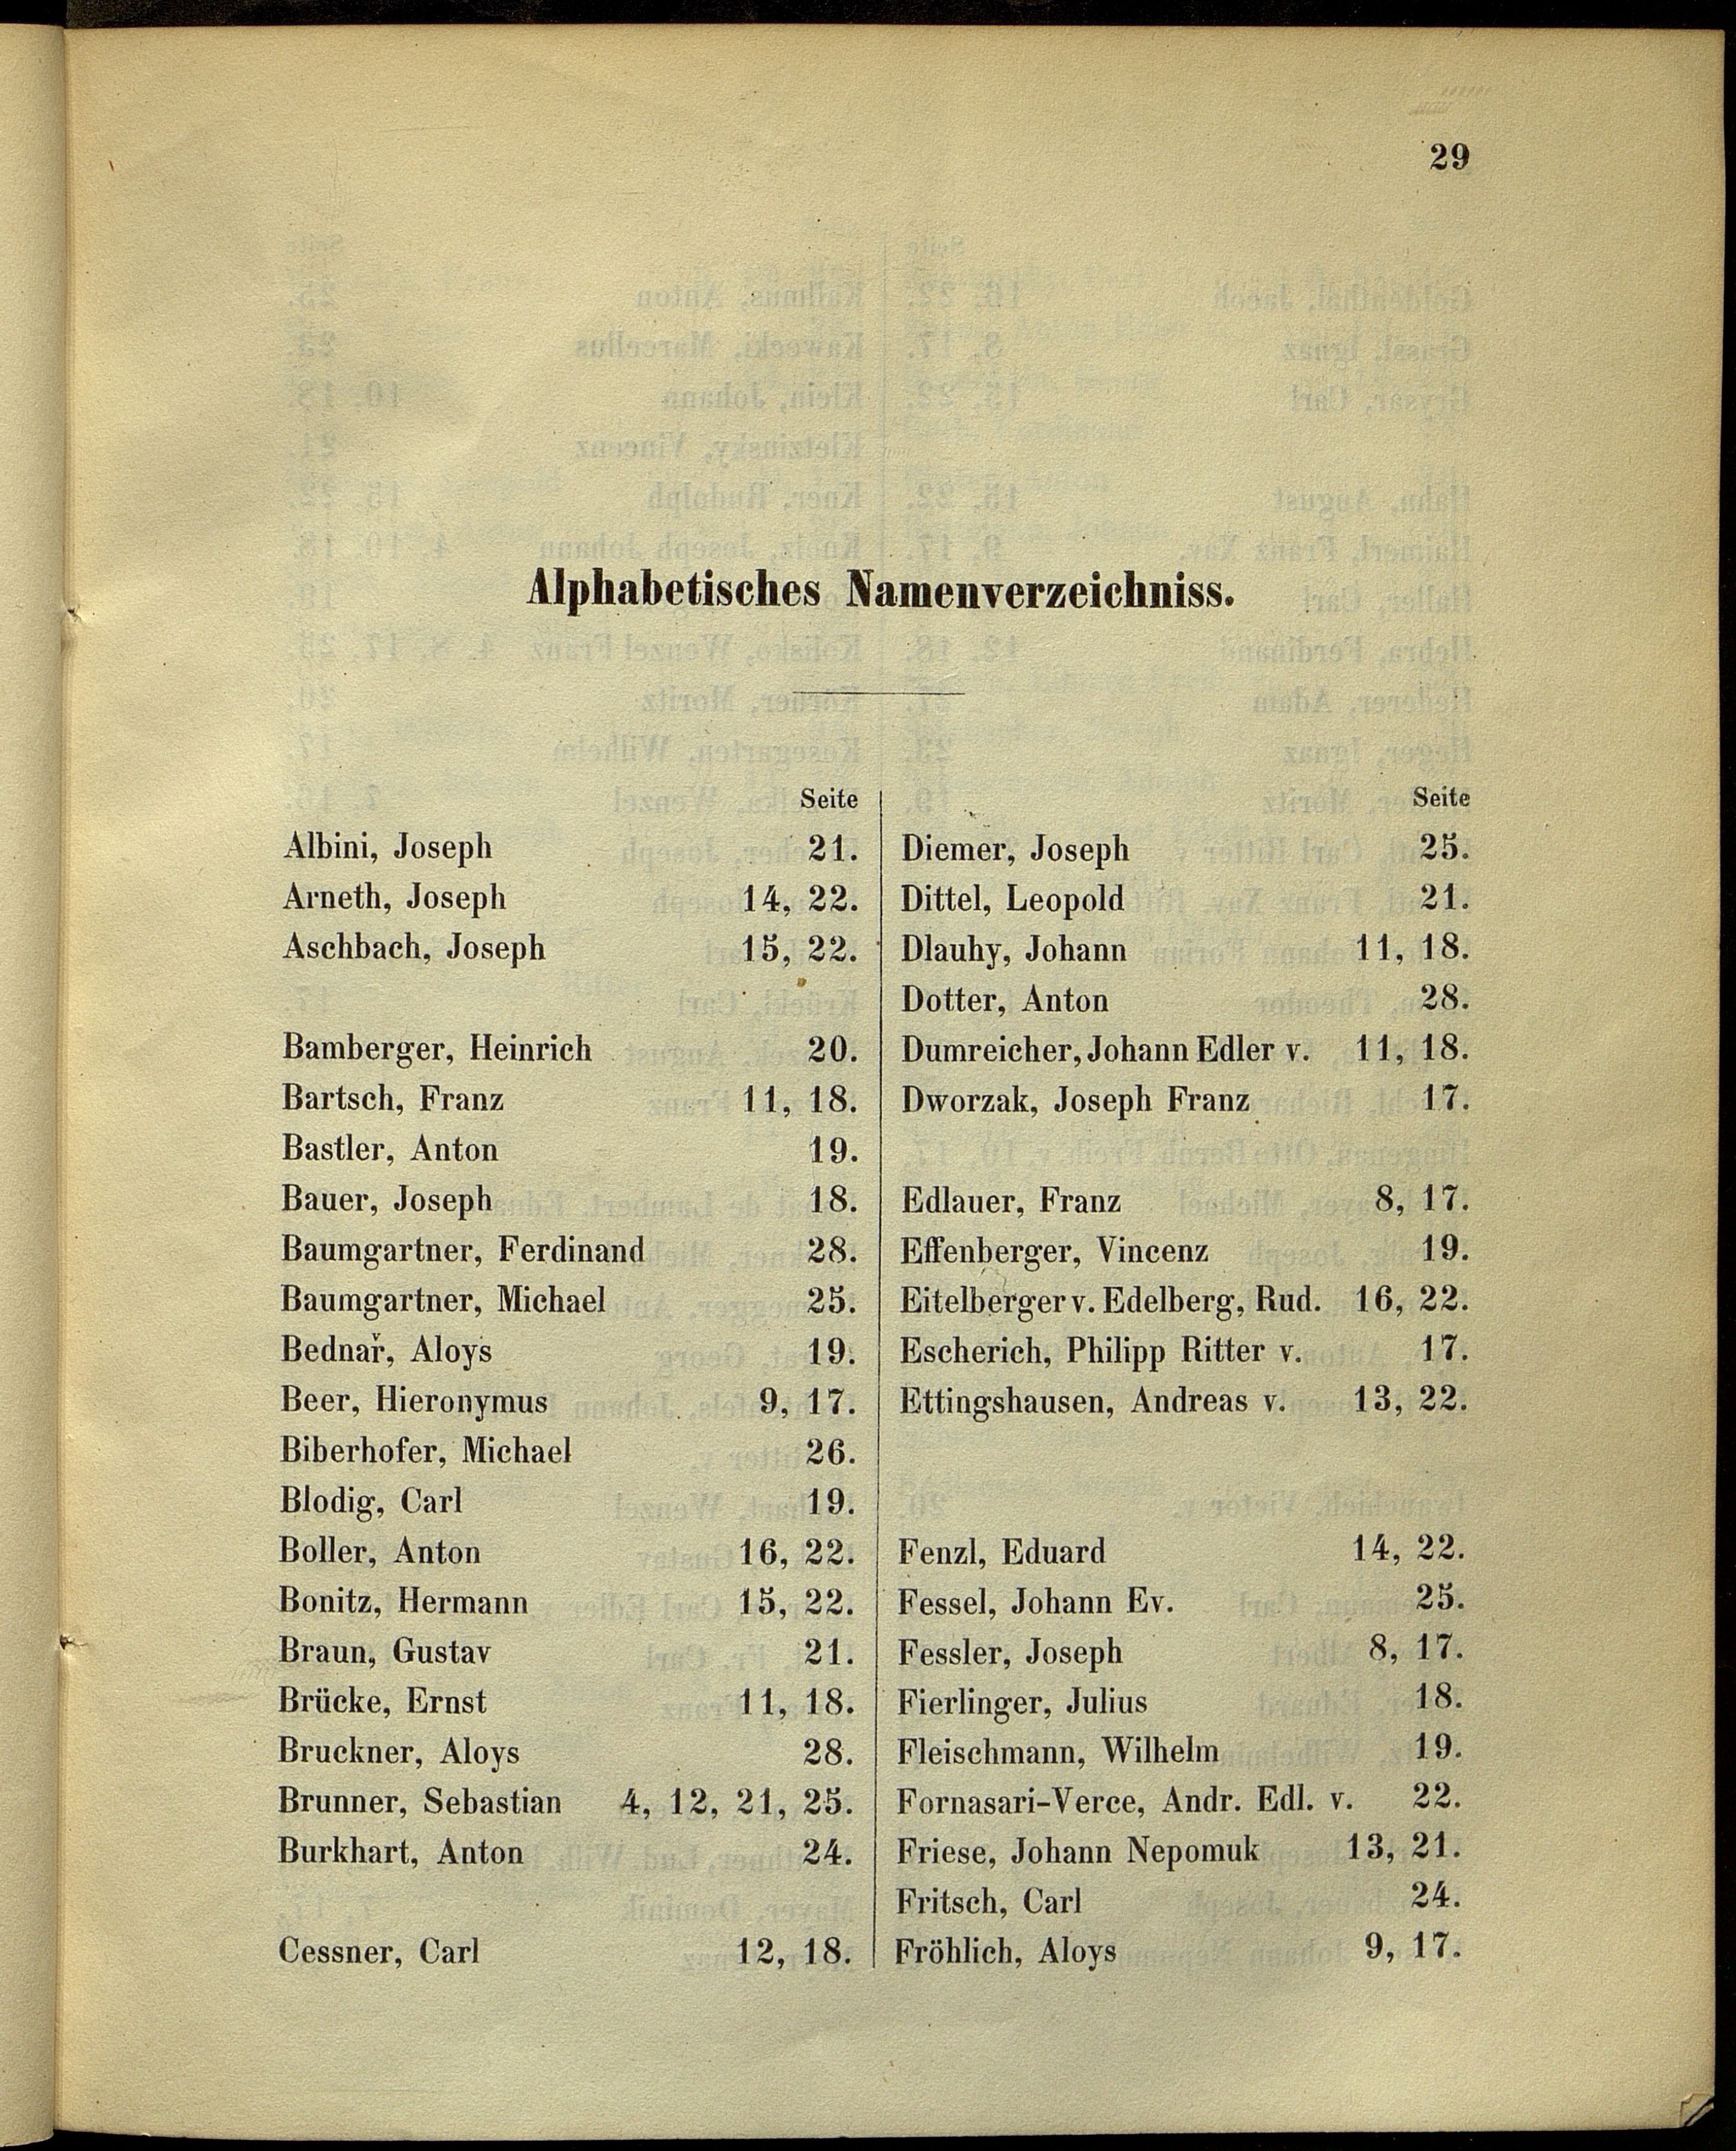 29
Alphabetisches Namenverzeichniss.
Seite
Albini, Joseph 21.
Arneth, Joseph 14, 22.
Aschbach, Joseph 15, 22.
Bamberger, Heinrich 20.
Bartsch, Franz 11, 18.
Bastler, Anton 19.
Bauer, Joseph 18.
Baumgartner, Ferdinand 28.
Baumgartner, Michael 25.
Bednař, Aloys 19.
Beer, Hieronymus 9, 17.
Biberhofer, Michael 26.
Blodig, Carl 19.
Boller, Anton 16, 22.
Bonitz, Hermann 15, 22.
Braun, Gustav 21.
Brücke, Ernst 11, 18.
Bruckner, Aloys 28.
Brunner, Sebastian 4, 12, 21, 25.
Burkhart, Anton 24.
Cessner, Carl 12, 18.
Seite
Diemer, Joseph 25.
Dittel, Leopold 21.
Dlauhy, Johann 11, 18.
Dotter, Anton 28.
Dumreicher, Johann Edler v. 11, 18.
Dworzak, Joseph Franz 17.
Edlauer, Franz 8, 17.
Effenberger, Vincenz 19.
Eitelberger v. Edelberg, Rud. 16, 22.
Escherich, Philipp Ritter v. 17.
Ettingshausen, Andreas v. 13, 22.
Fenzl, Eduard 14, 22.
Fessel, Johann Ev. 25.
Fessler, Joseph 8, 17.
Fierlinger, Julius 18.
Fleischmann, Wilhelm 19.
Fornasari-Verce, Andr. Edl. v. 22.
Friese, Johann Nepomuk 13, 21.
Fritsch, Carl 24.
Fröhlich, Aloys 9, 17.